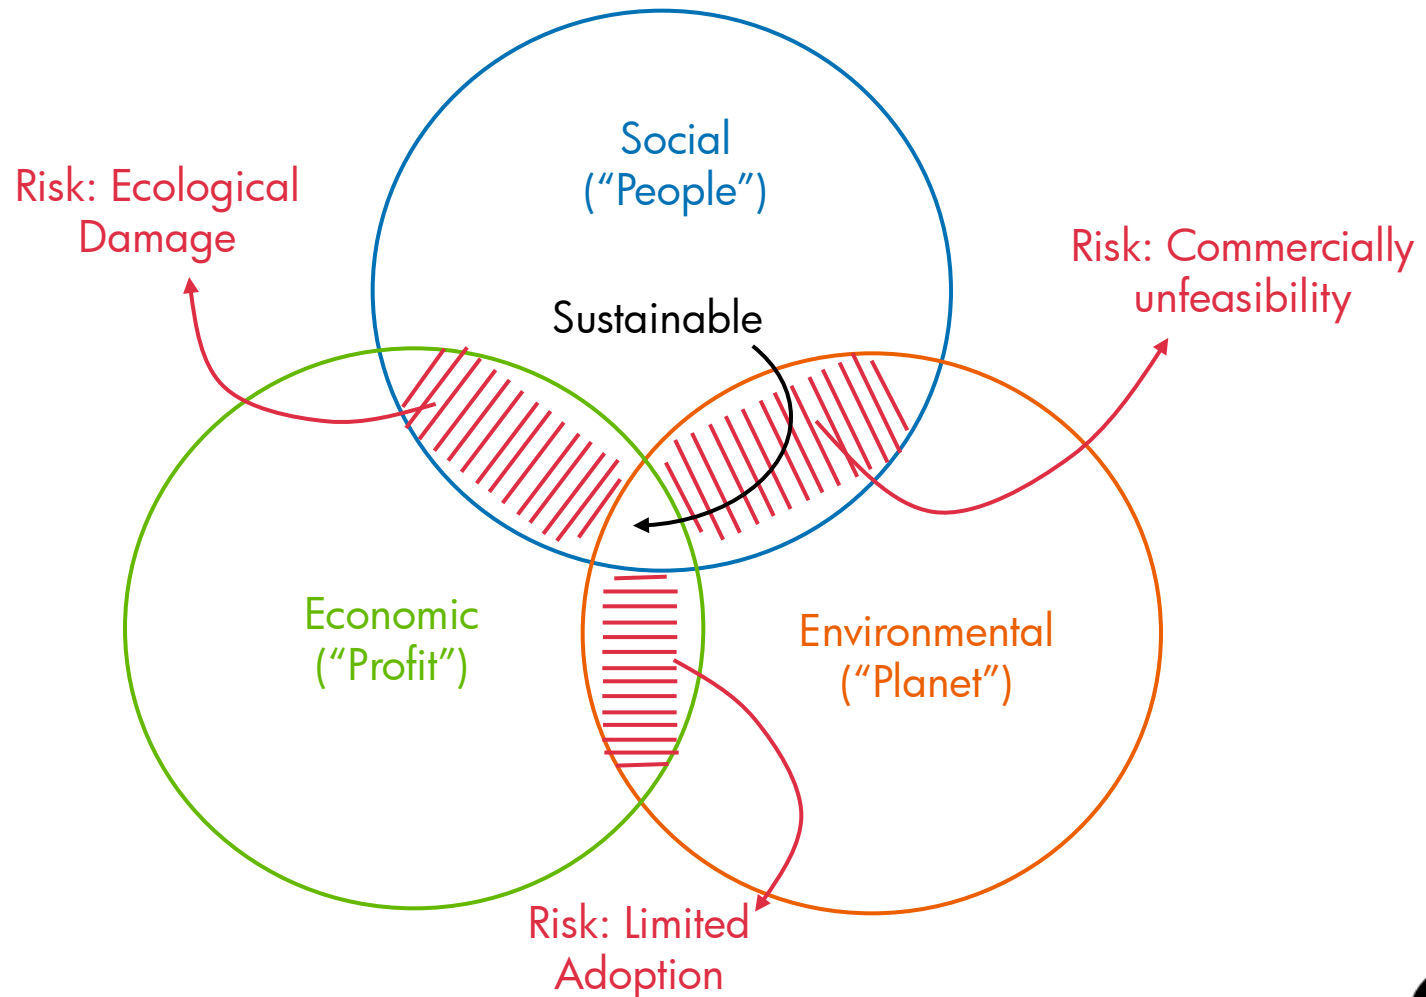 Social
(“People”)
Risk: Ecological
Damage
Risk: Commercially
unfeasibility
Sustainable
Economic
(“Profit”)
Environmental
(“Planet”)
Risk: Limited
Adoption